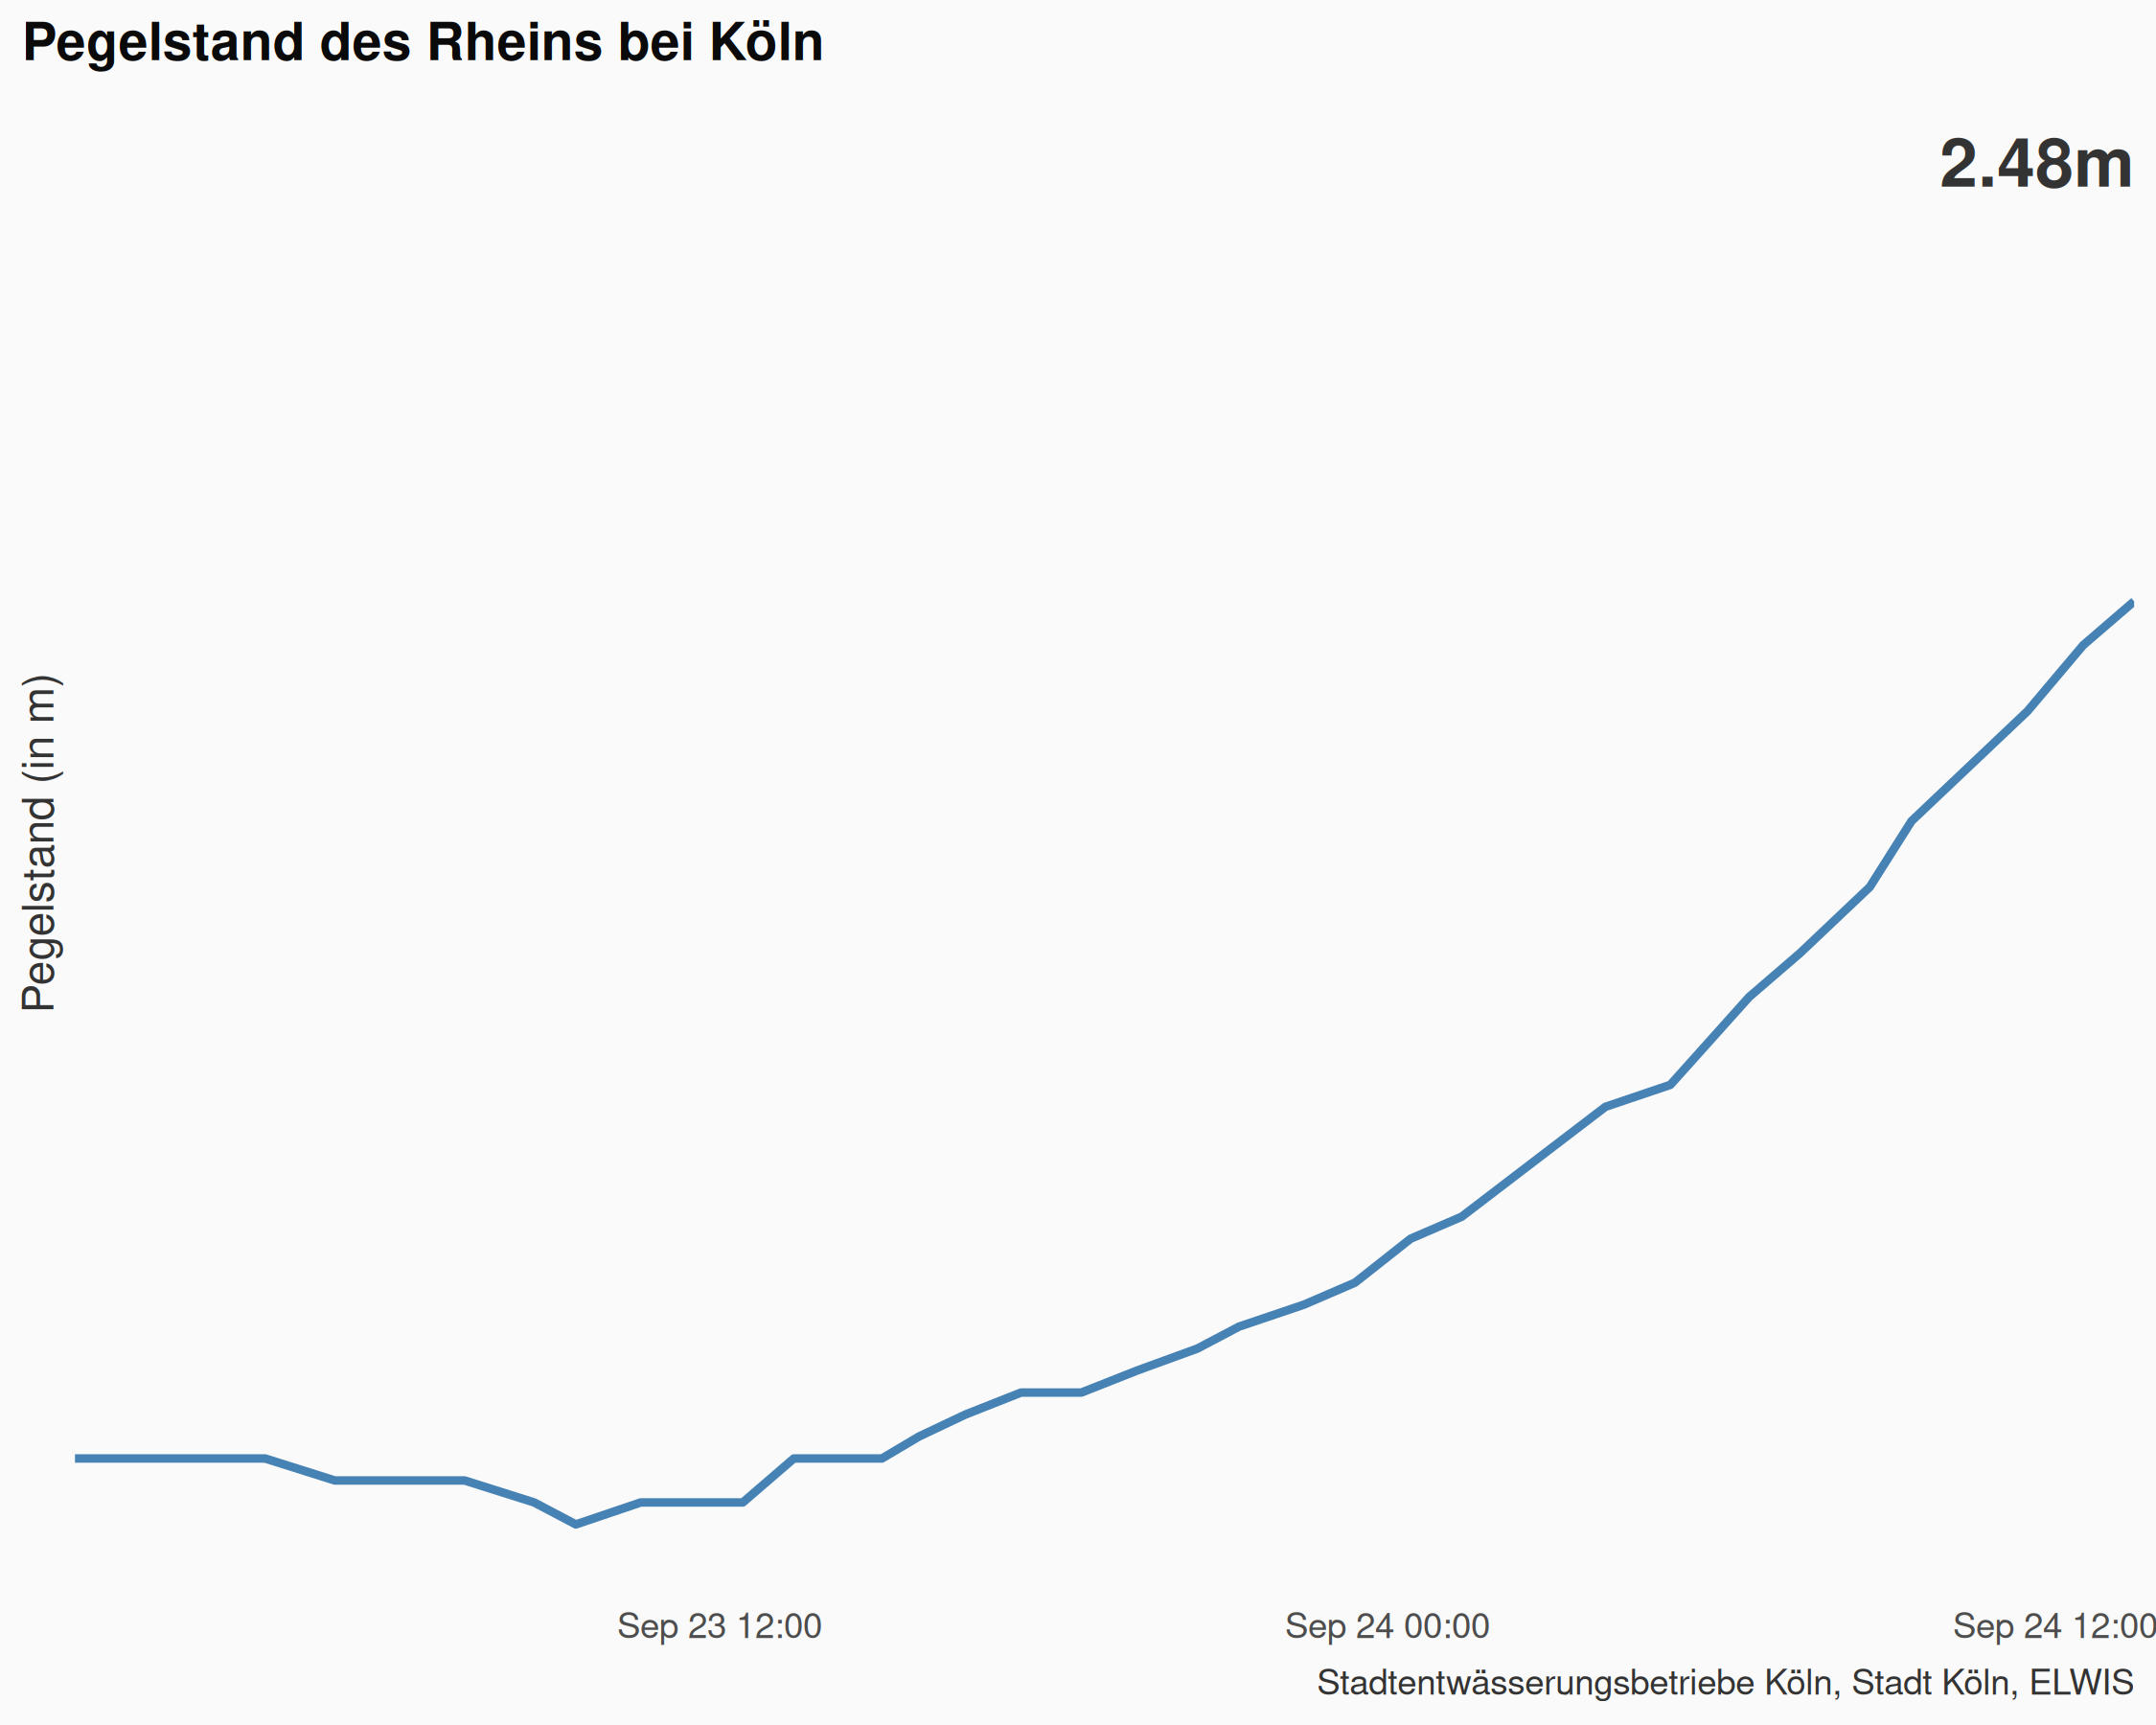 Pegelstand des Rheins bei Köln
2.48m
Pegelstand (in m)
Sep 23 12:00
Sep 24 00:00
Sep 24 12:00
Stadtentwässerungsbetriebe Köln, Stadt Köln, ELWIS